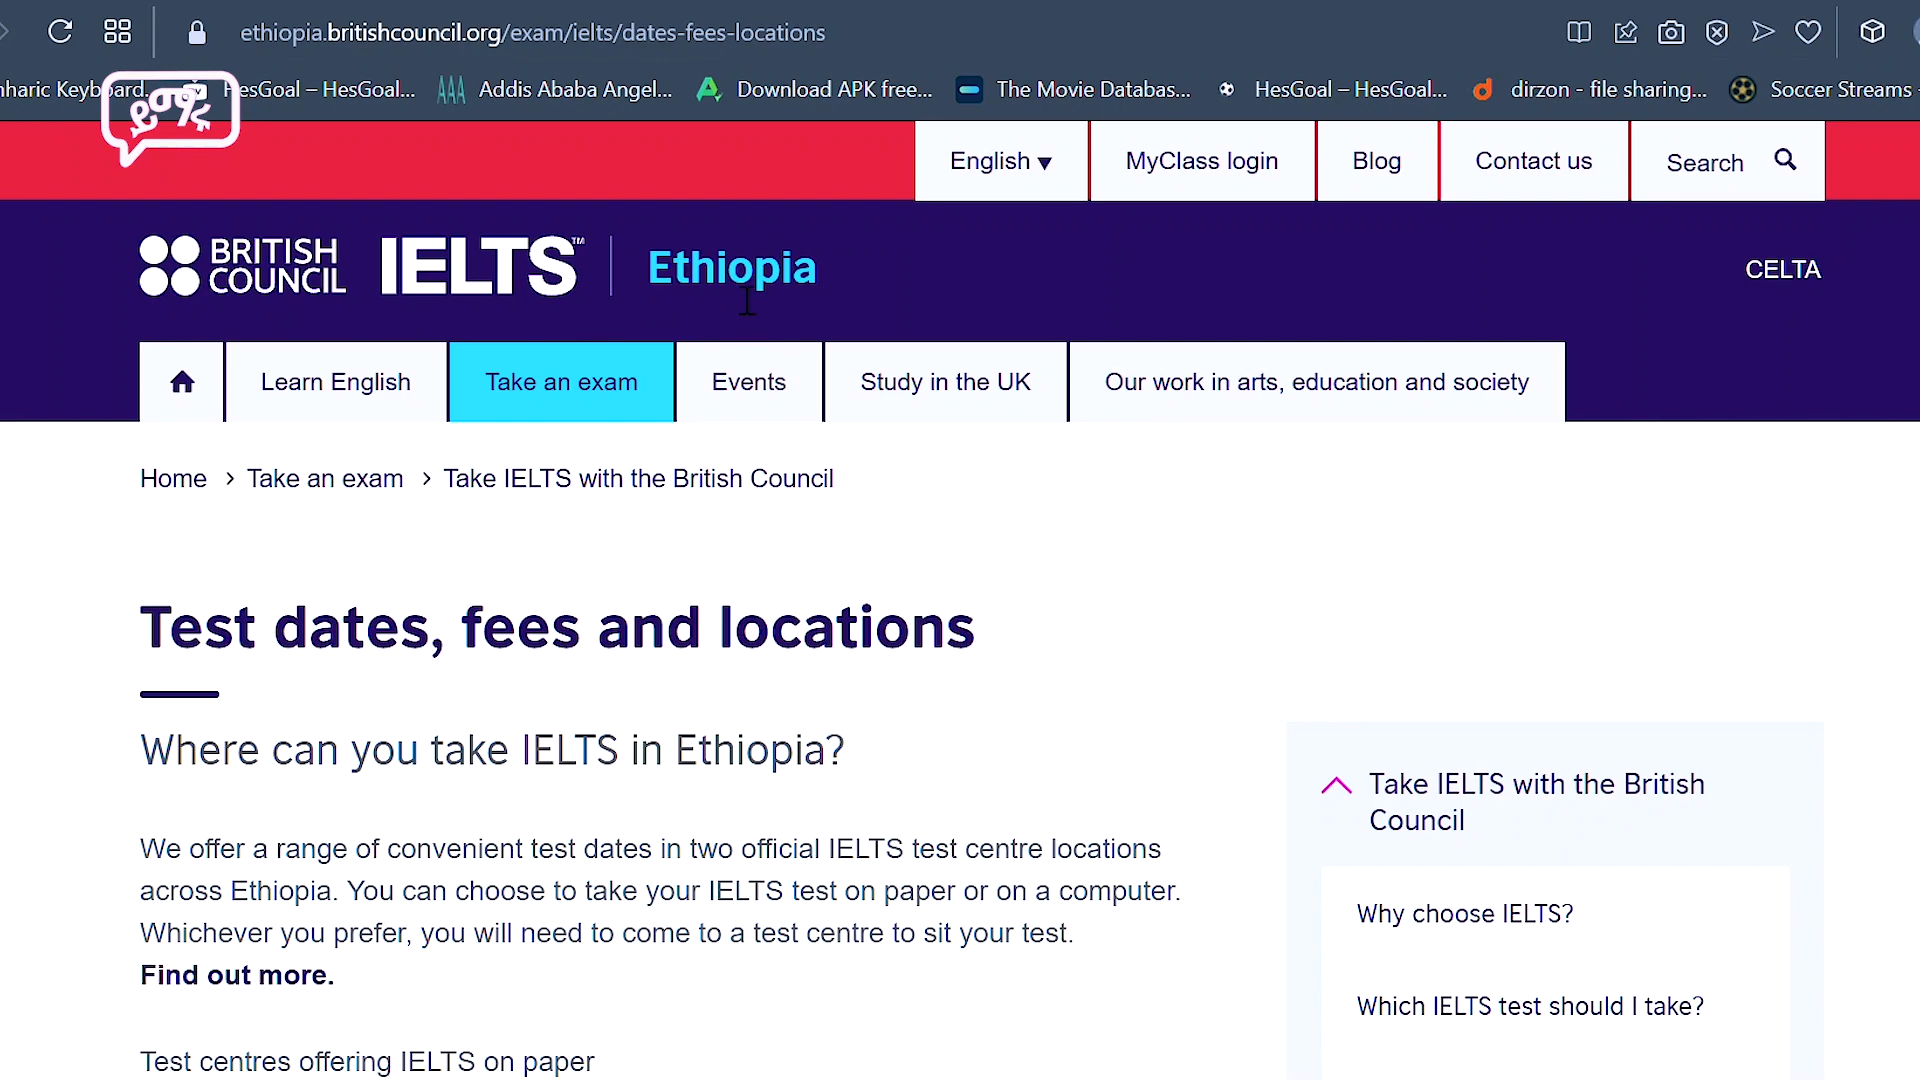 ethiopia.britishcouncil.org/exam/ielts/dates-fees-locations
HesGoal – HesGoal... Addis Ababa Angel... Download APK free... The Movie Databas... HesGoal – HesGoal... dirzon - file sharing... Soccer Streams
English ▼ MyClass login Blog Contact us Search
BRITISH COUNCIL IELTS™ Ethiopia CELTA
Learn English Take an exam Events Study in the UK Our work in arts, education and society
Home > Take an exam > Take IELTS with the British Council
Test dates, fees and locations
Where can you take IELTS in Ethiopia?
We offer a range of convenient test dates in two official IELTS test centre locations
across Ethiopia. You can choose to take your IELTS test on paper or on a computer.
Whichever you prefer, you will need to come to a test centre to sit your test.
Find out more.
Test centres offering IELTS on paper
Take IELTS with the British
Council
Why choose IELTS?
Which IELTS test should I take?